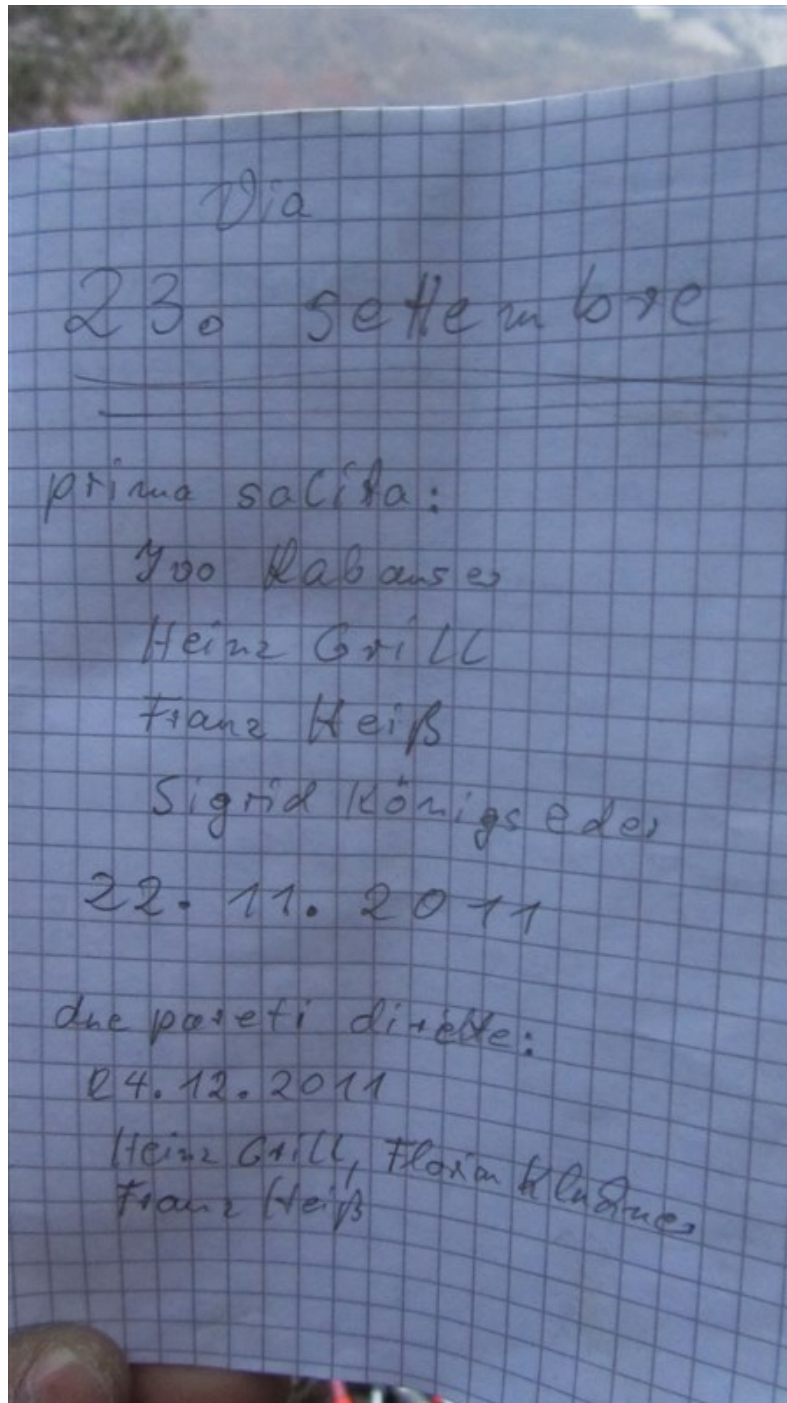 Via
23. settembre
prima salita:
Ivo Rabanser
Heinz Grill
Franz Heiß
Sigrid Königseder
22. 11. 2011
due pareti dirette:
24.12.2011
Heinz Grill, Florian Kluckner
Franz Heiß